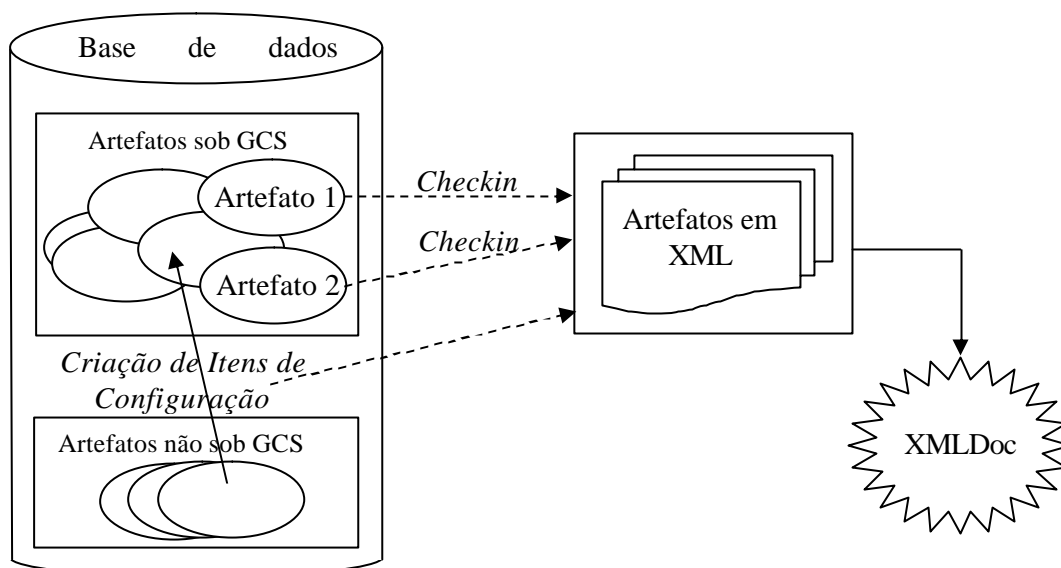 Base de dados
Artefatos sob GCS
Artefato 1
Artefato 2
Checkin
Checkin
Criação de Itens de
Configuração
Artefatos não sob GCS
Artefatos em
XML
XMLDoc